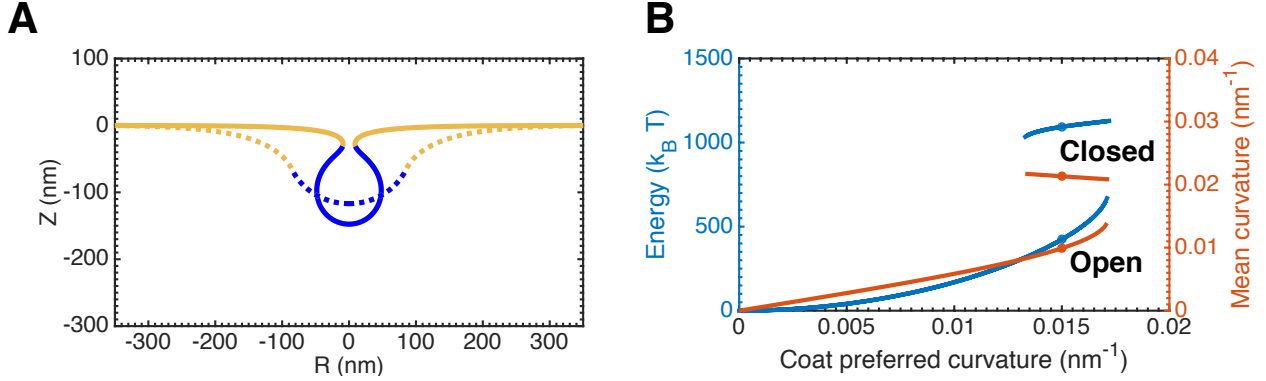 A
Z (nm)
100
0
-100
-200
-300
-300 -200 -100 0 100 200 300
R (nm)
B
Energy (k_B T)
1500
1000
500
0
0 0.005 0.01 0.015 0.02
Coat preferred curvature (nm⁻¹)
Closed
Open
0.04
0.03
0.02
0.01
0
Mean curvature (nm⁻¹)